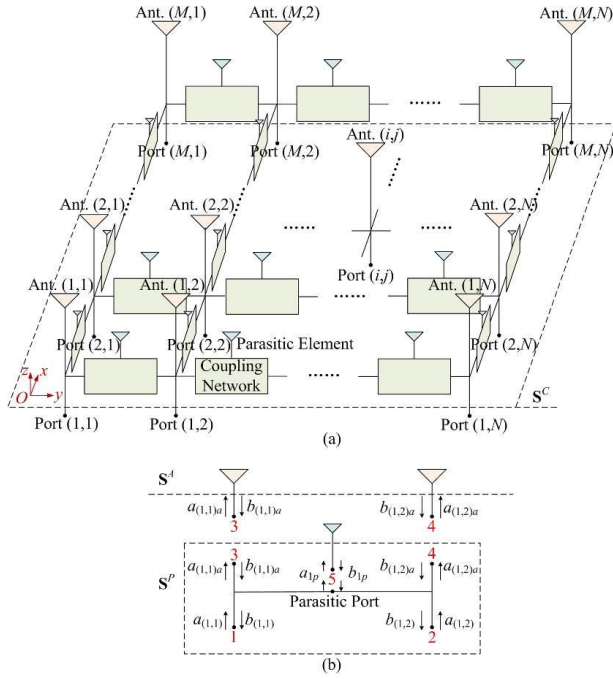 Ant. (M,1) Ant. (M,2) Ant. (M,N)
Ant. (i,j)
Port (M,1) Port (M,2) Port (M,N)
Ant. (2,1) Ant. (2,2) Ant. (2,N)
Port (i,j)
Ant. (1,1) Ant. (1,2) Ant. (1,N)
Port (2,1) Port (2,2) Parasitic Element Port (2,N)
Coupling
Network
z x
O y
S^C
Port (1,1) Port (1,2) Port (1,N)
(a)
S^A
a_{(1,1)a} b_{(1,1)a} b_{(1,2)a} a_{(1,2)a}
3 4
3 4
S^P a_{(1,1)a} b_{(1,1)a} a_{1p} 5 b_{1p} b_{(1,2)a} a_{(1,2)a}
Parasitic Port
a_{(1,1)} b_{(1,1)} b_{(1,2)} a_{(1,2)}
1 2
(b)